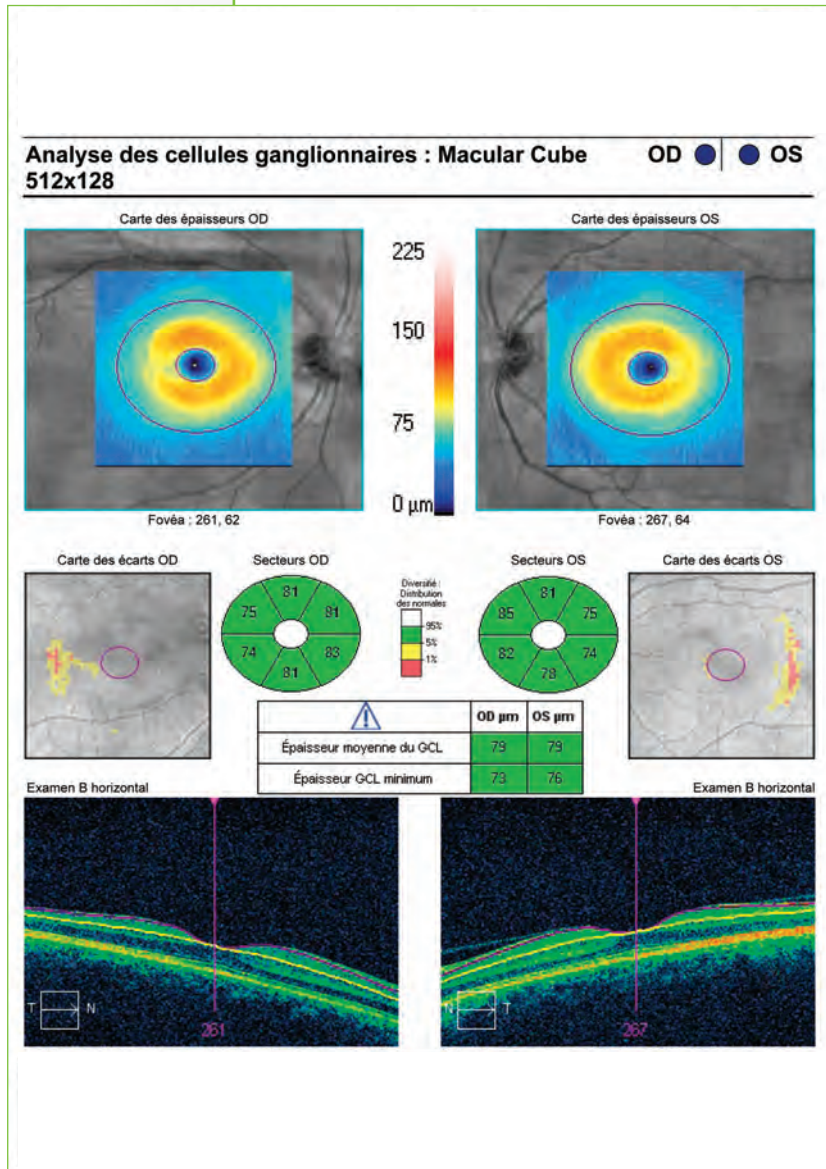 Analyse des cellules ganglionnaires : Macular Cube 512x128
OD OS
Carte des épaisseurs OD
Carte des épaisseurs OS
225
150
75
0 µm
Fovéa : 261, 62
Fovéa : 267, 64
Carte des écarts OD
Secteurs OD
Secteurs OS
Carte des écarts OS
Diversifié :
Distribution
des normales
95%
5%
1%
81
75 81
74 83
81
81
85 75
82 74
78
OD µm OS µm
Épaisseur moyenne du GCL 79 79
Épaisseur GCL minimum 73 76
Examen B horizontal
Examen B horizontal
T N
261
N T
267